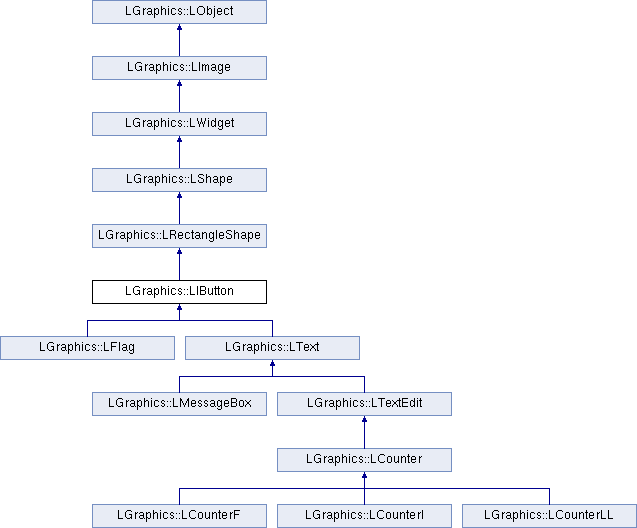 LGraphics::LObject
LGraphics::LImage
LGraphics::LWidget
LGraphics::LShape
LGraphics::LRectangleShape
LGraphics::LIButton
LGraphics::LFlag
LGraphics::LText
LGraphics::LMessageBox
LGraphics::LTextEdit
LGraphics::LCounter
LGraphics::LCounterF
LGraphics::LCounterI
LGraphics::LCounterLL